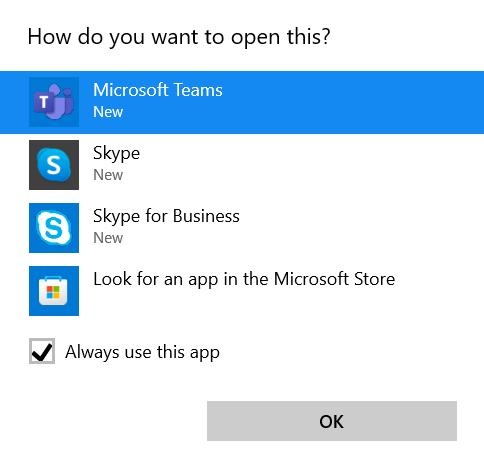 How do you want to open this?
T
Microsoft Teams
New
S
Skype
New
S
Skype for Business
New
Look for an app in the Microsoft Store
Always use this app
OK